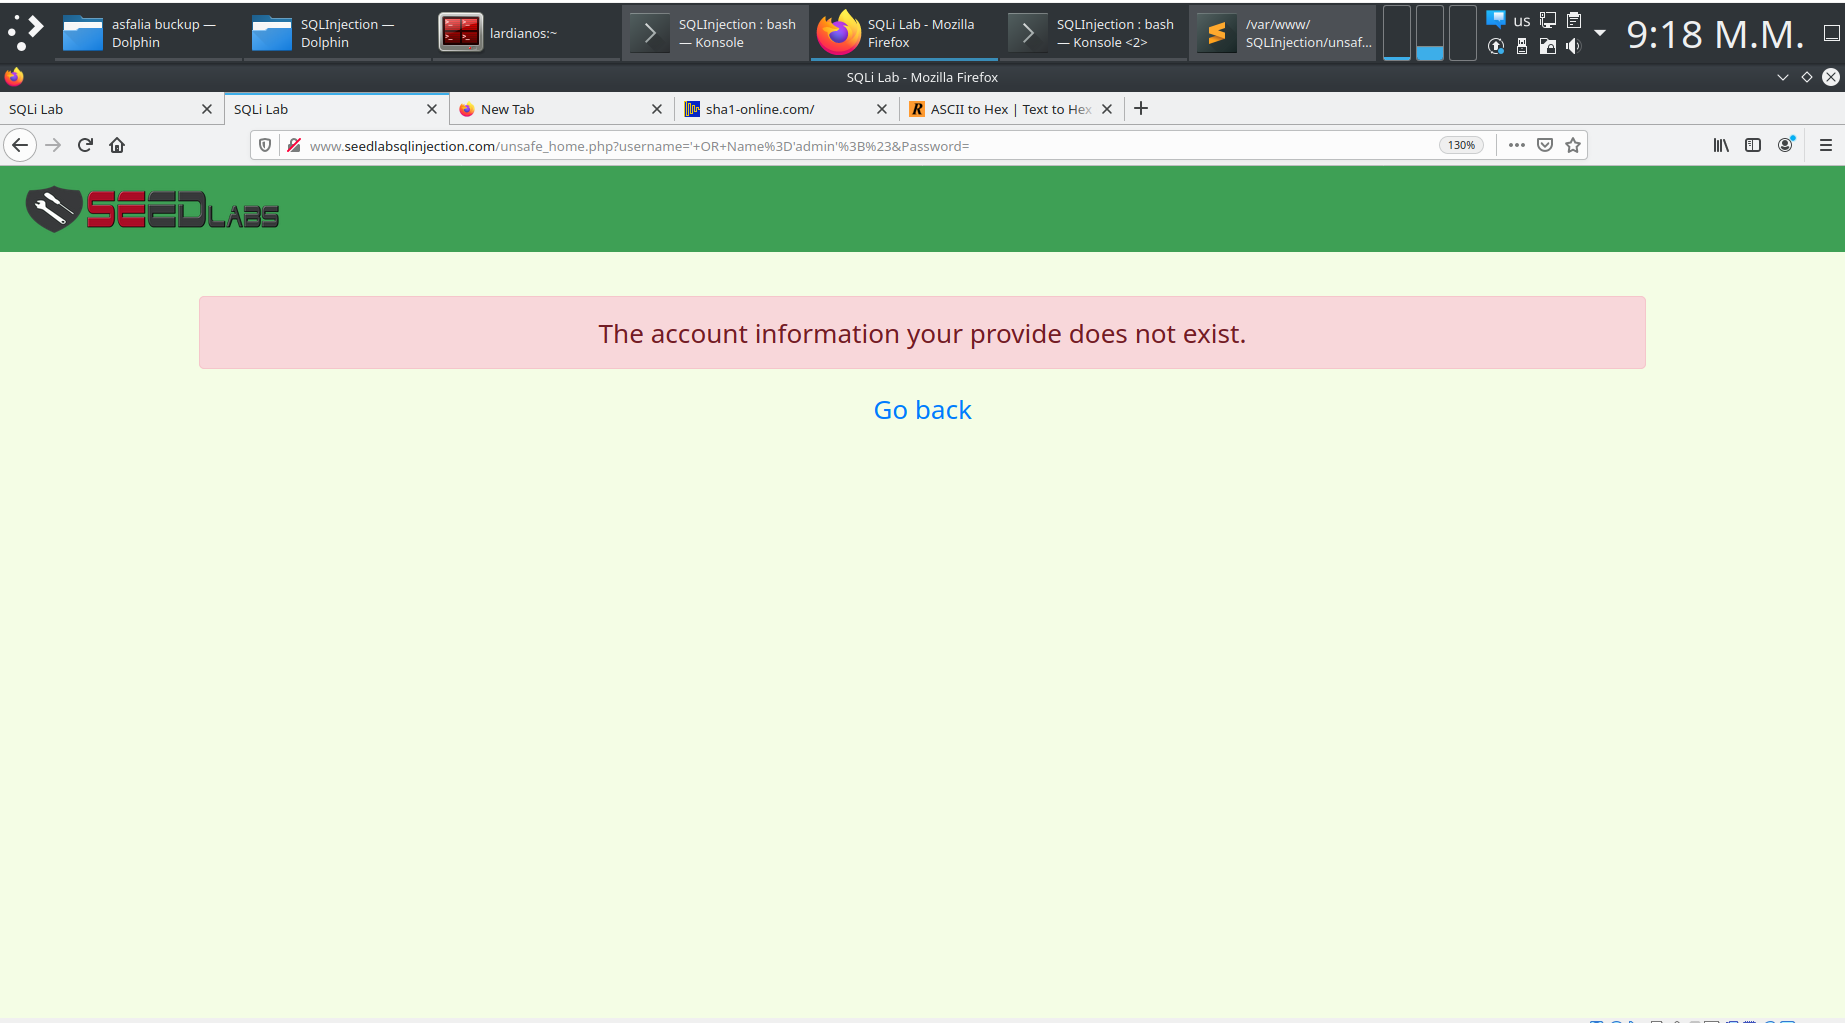 asfalia buckup —
Dolphin
SQLInjection —
Dolphin
lardianos:~
SQLInjection : bash
— Konsole
SQLi Lab - Mozilla
Firefox
SQLInjection : bash
— Konsole <2>
/var/www/
SQLInjection/unsaf...
us
9:18 M.M.
SQLi Lab - Mozilla Firefox
SQLi Lab
SQLi Lab
New Tab
sha1-online.com/
ASCII to Hex | Text to Hex
www.seedlabsqlinjection.com/unsafe_home.php?username='+OR+Name%3D'admin'%3B%23&Password=
130%
SEEDLABS
The account information your provide does not exist.
Go back